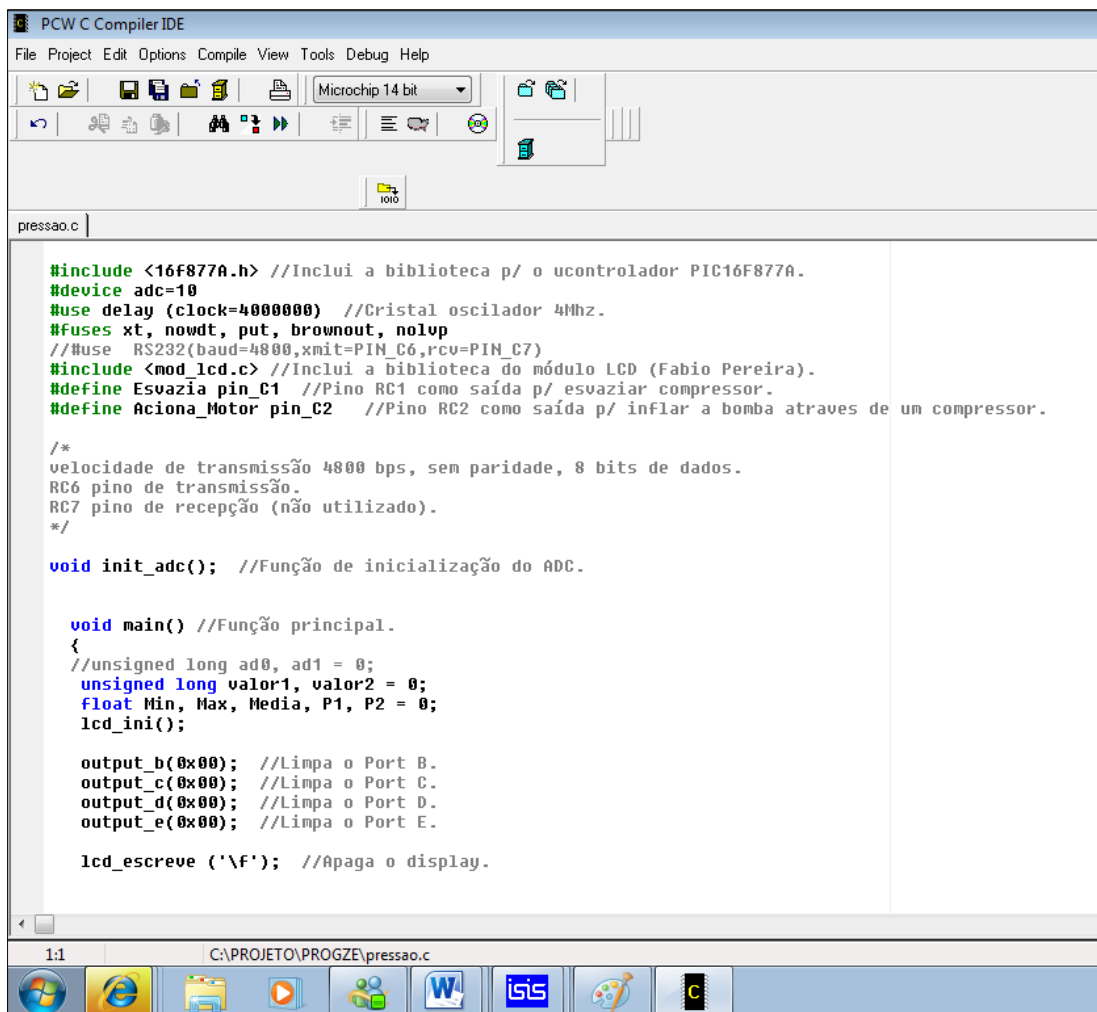 PCW C Compiler IDE
File Project Edit Options Compile View Tools Debug Help
Microchip 14 bit
1010
pressao.c
#include <16f877A.h> //Inclui a biblioteca p/ o ucontrolador PIC16F877A.
#device adc=10
#use delay (clock=4000000) //Cristal oscilador 4Mhz.
#fuses xt, nowdt, put, brownout, nolvp
//#use RS232(baud=4800,xmit=PIN_C6,rcv=PIN_C7)
#include <mod_lcd.c> //Inclui a biblioteca do módulo LCD (Fabio Pereira).
#define Esvazia pin_C1 //Pino RC1 como saída p/ esvaziar compressor.
#define Aciona_Motor pin_C2 //Pino RC2 como saída p/ inflar a bomba atraves de um compressor.
/*
velocidade de transmissão 4800 bps, sem paridade, 8 bits de dados.
RC6 pino de transmissão.
RC7 pino de recepção (não utilizado).
*/
void init_adc(); //Função de inicialização do ADC.
void main() //Função principal.
{
//unsigned long ad0, ad1 = 0;
unsigned long valor1, valor2 = 0;
float Min, Max, Media, P1, P2 = 0;
lcd_ini();
output_b(0x00); //Limpa o Port B.
output_c(0x00); //Limpa o Port C.
output_d(0x00); //Limpa o Port D.
output_e(0x00); //Limpa o Port E.
lcd_escreve ('\f'); //Apaga o display.
1:1 C:\PROJETO\PROGZE\pressao.c
W isis C